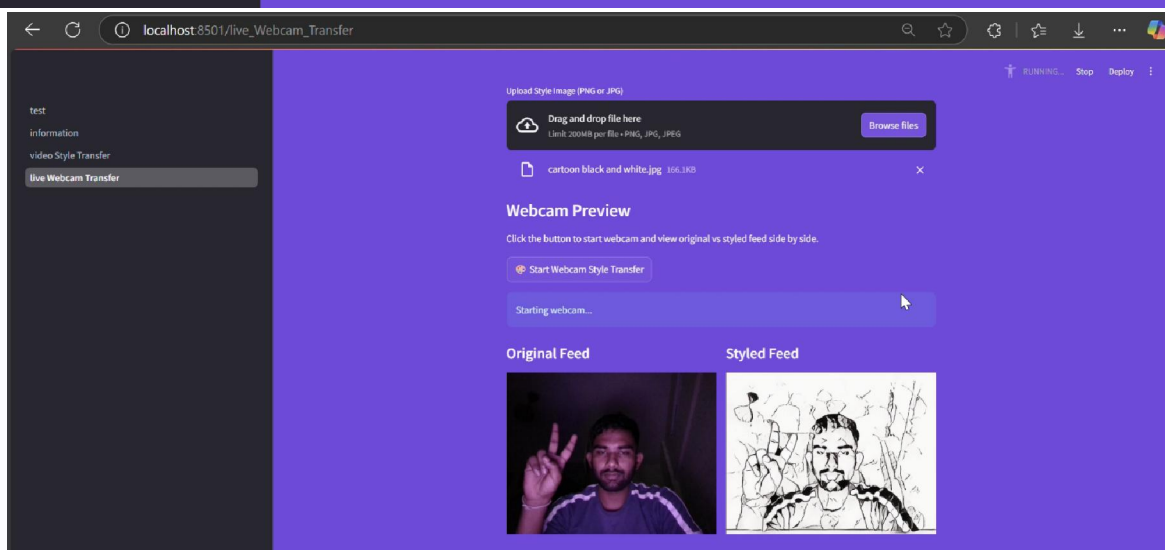 localhost:8501/live_Webcam_Transfer
RUNNING... Stop Deploy
test
information
video Style Transfer
live Webcam Transfer
Upload Style Image (PNG or JPG)
Drag and drop file here
Limit 200MB per file • PNG, JPG, JPEG
Browse files
cartoon black and white.jpg 166.1KB
Webcam Preview
Click the button to start webcam and view original vs styled feed side by side.
Start Webcam Style Transfer
Starting webcam...
Original Feed
Styled Feed